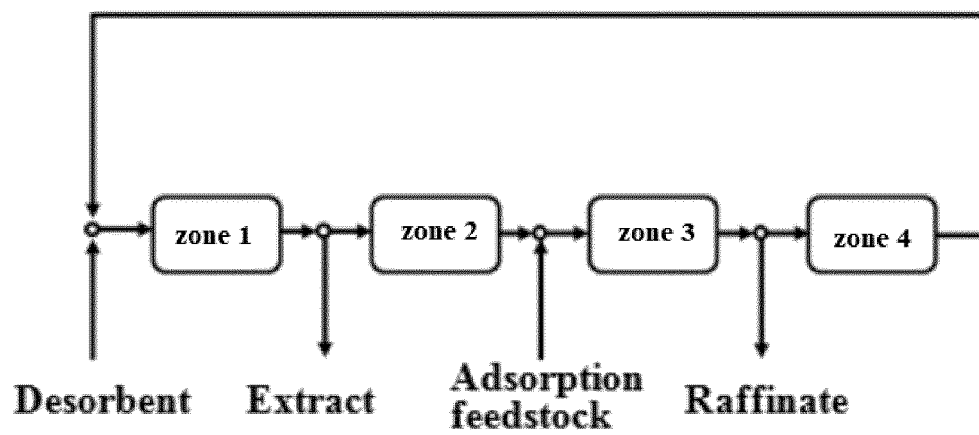 zone 1
zone 2
zone 3
zone 4
Desorbent
Extract
Adsorption
feedstock
Raffinate